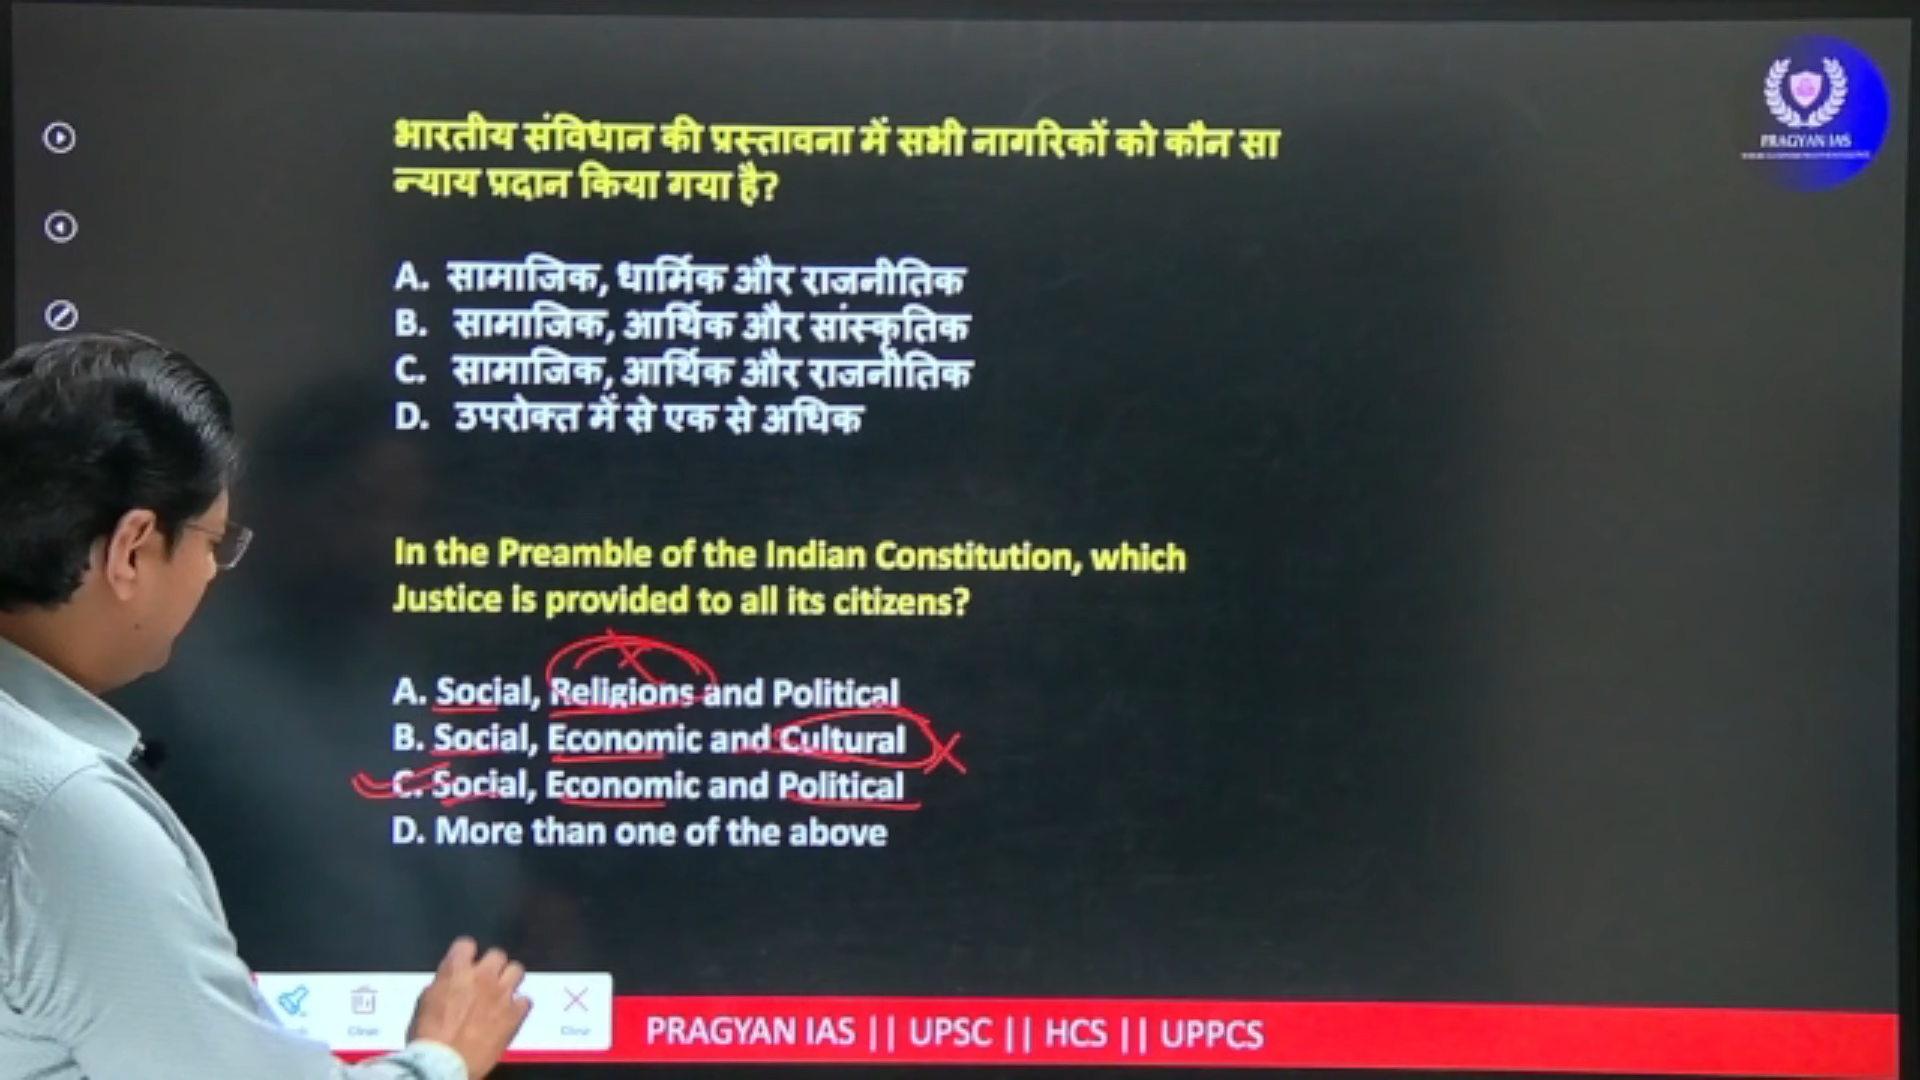 PRAGYAN IAS
भारतीय संविधान की प्रस्तावना में सभी नागरिकों को कौन सा
न्याय प्रदान किया गया है?
A. सामाजिक, धार्मिक और राजनीतिक
B. सामाजिक, आर्थिक और सांस्कृतिक
C. सामाजिक, आर्थिक और राजनीतिक
D. उपरोक्त में से एक से अधिक
In the Preamble of the Indian Constitution, which
Justice is provided to all its citizens?
A. Social, Religions and Political
B. Social, Economic and Cultural
C. Social, Economic and Political
D. More than one of the above
Clear
Close
PRAGYAN IAS || UPSC || HCS || UPPCS